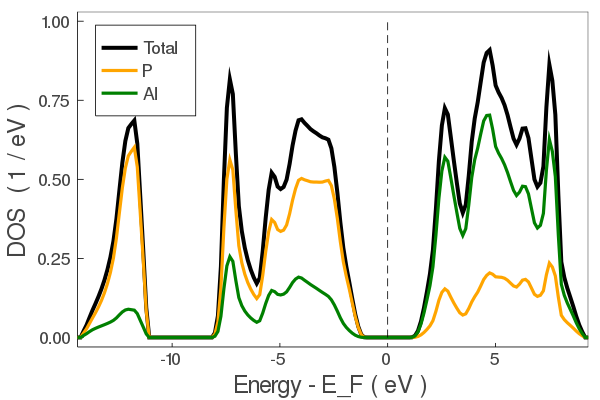 1.00
0.75
0.50
0.25
0.00
DOS ( 1 / eV )
Total
P
Al
-10
-5
0
5
Energy - E_F ( eV )